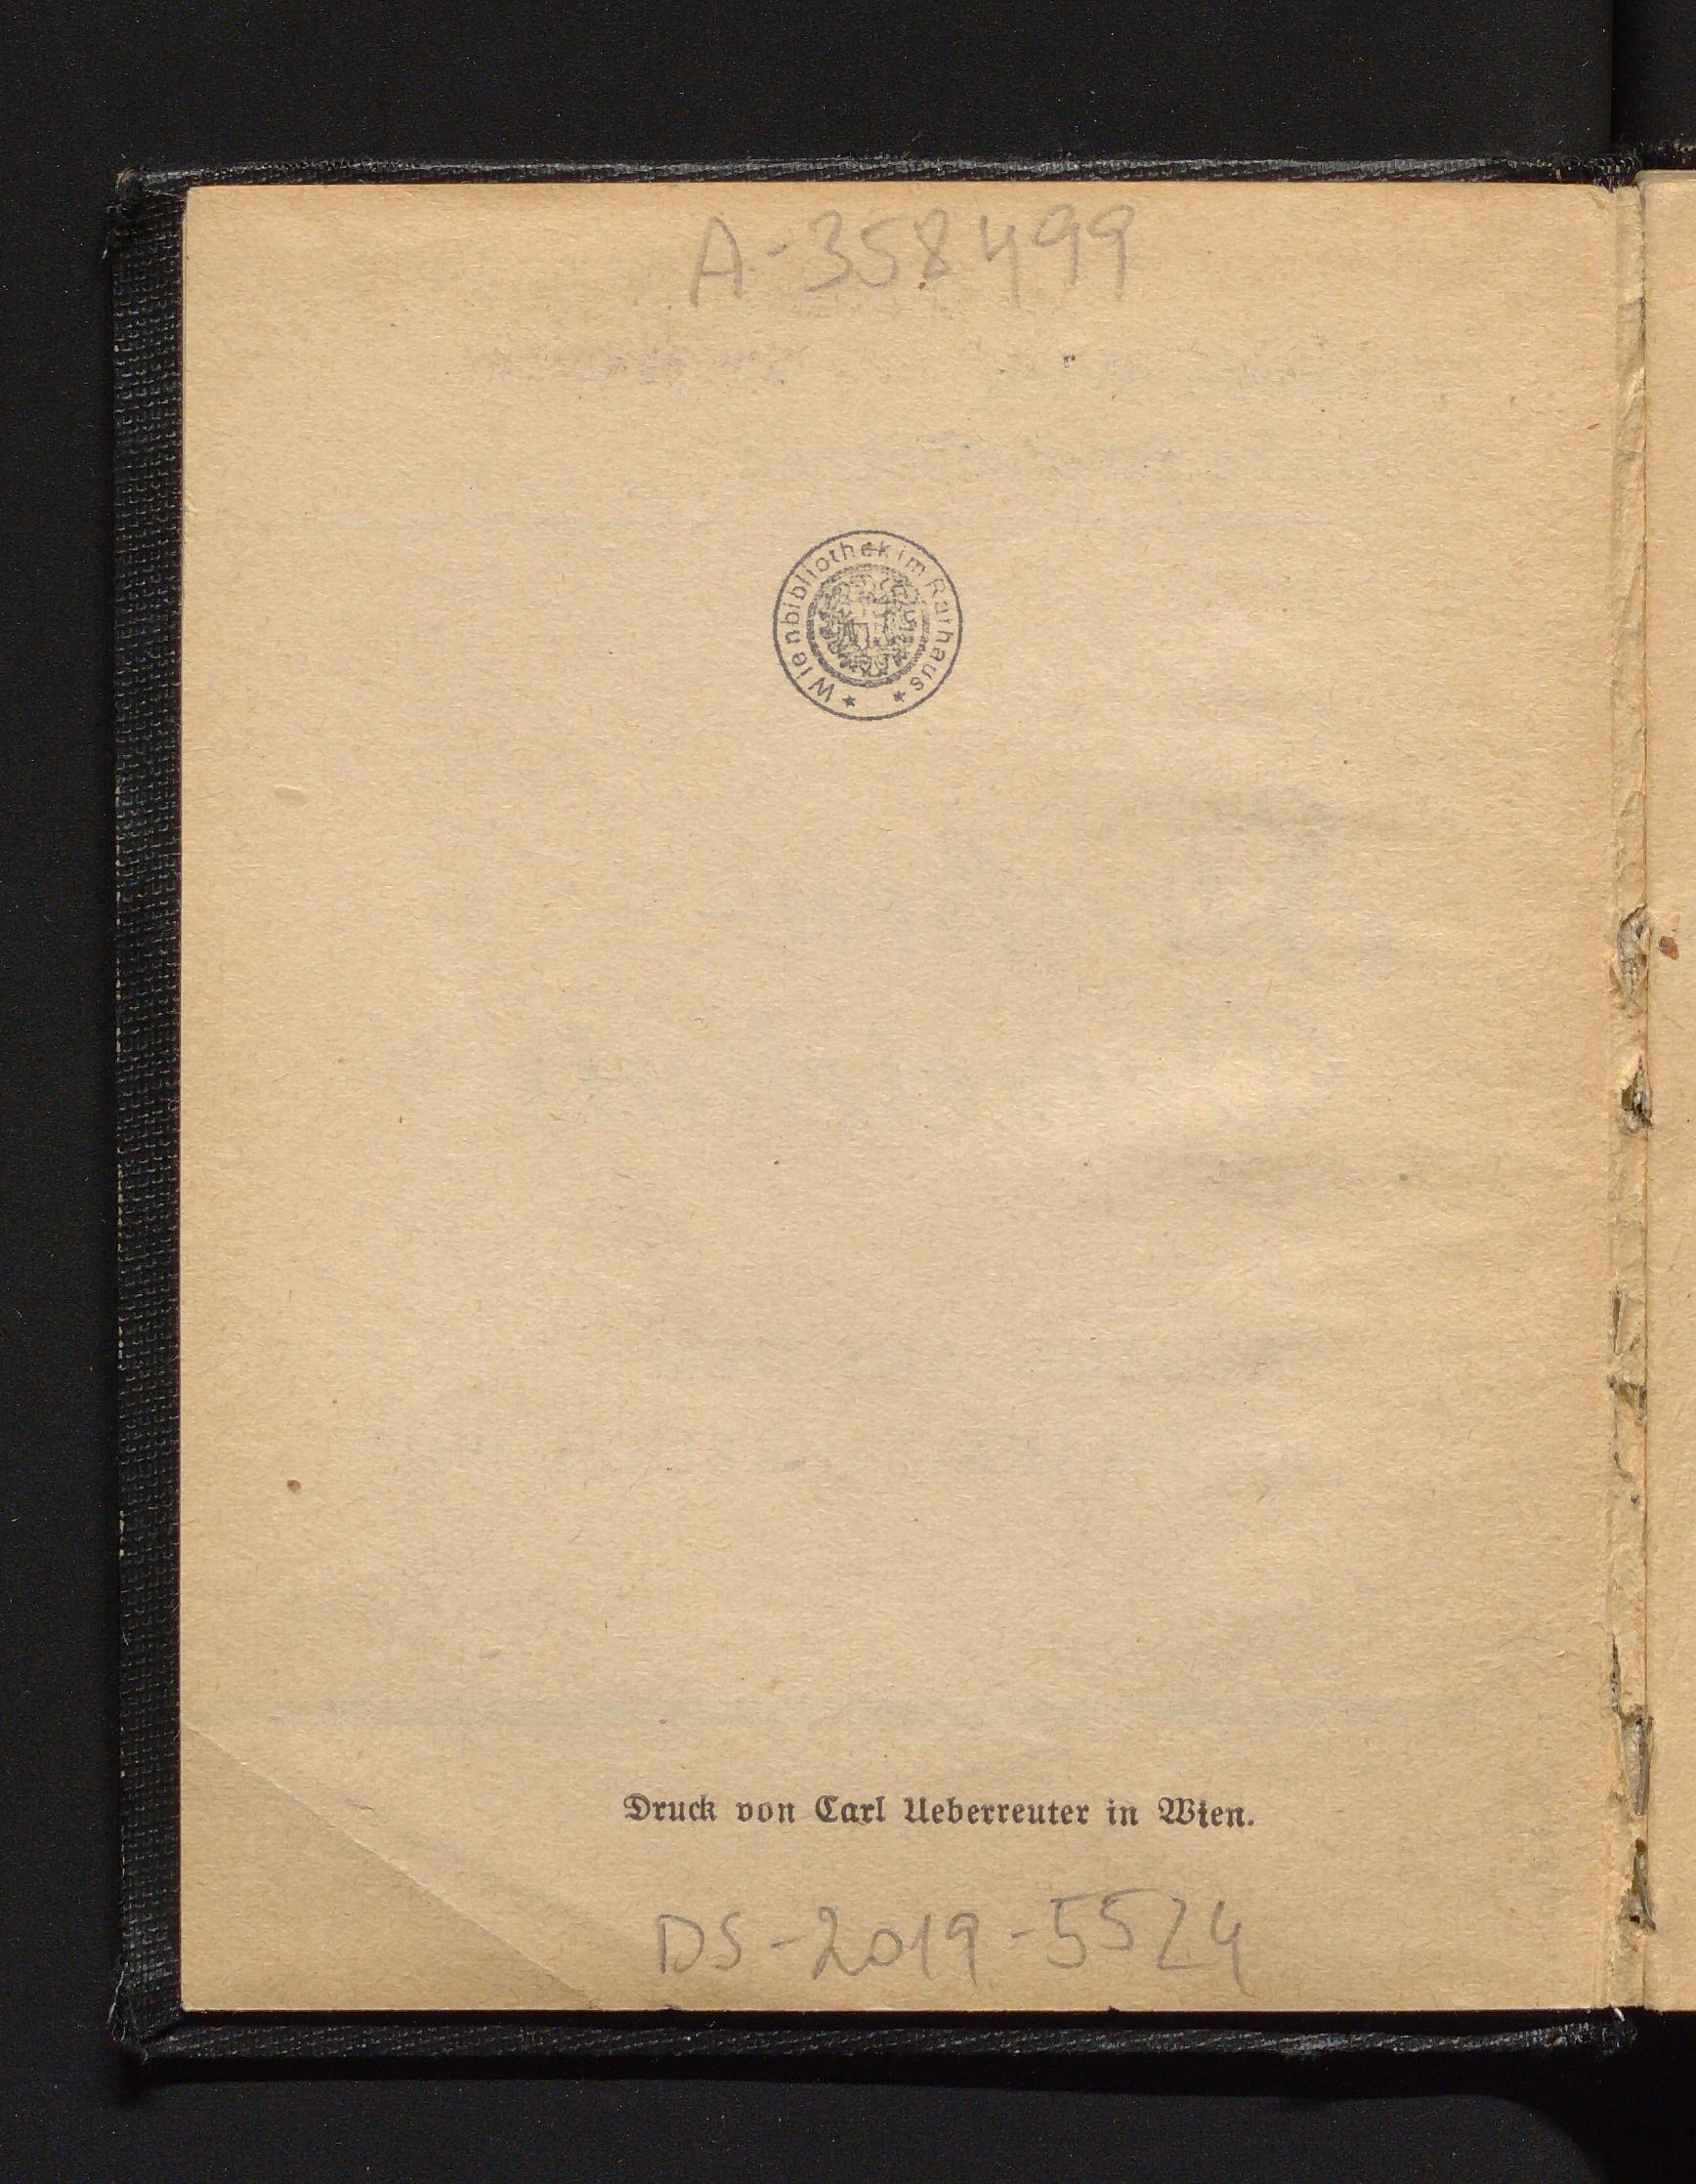 A-358499
Wienbibliothek im Rathaus
Druck von Carl Ueberreuter in Wien.
DS-2019-5524